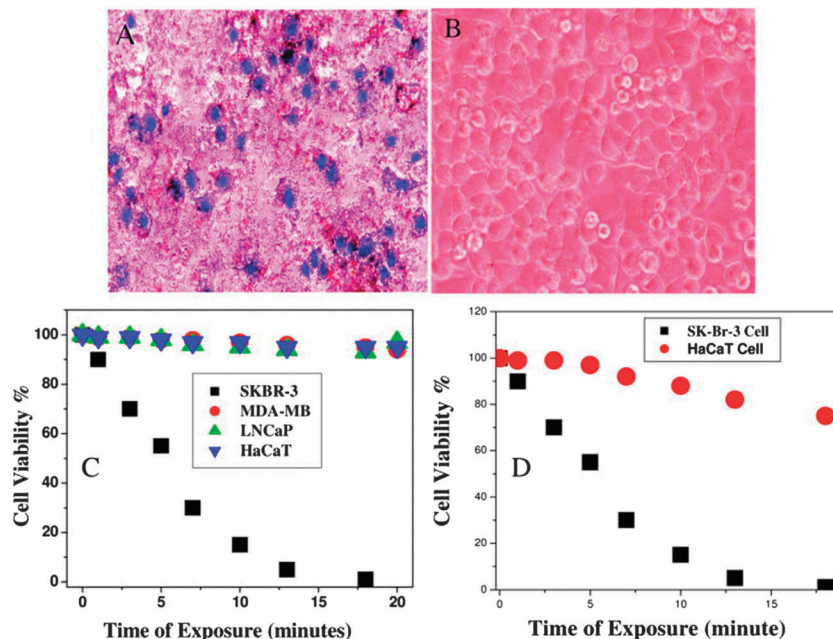 A
B
100
80
60
40
20
0
Cell Viability %
SKBR-3
MDA-MB
LNCaP
HaCaT
C
0
5
10
15
20
Time of Exposure (minutes)
120
100
80
60
40
20
0
Cell Viability %
SK-Br-3 Cell
HaCaT Cell
D
0
5
10
15
Time of Exposure (minutes)